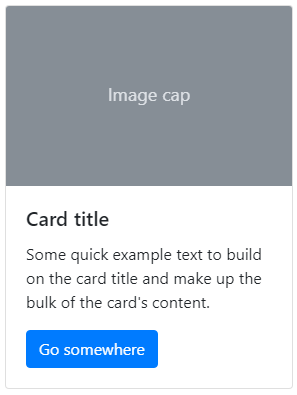 Image cap
Card title
Some quick example text to build
on the card title and make up the
bulk of the card's content.
Go somewhere